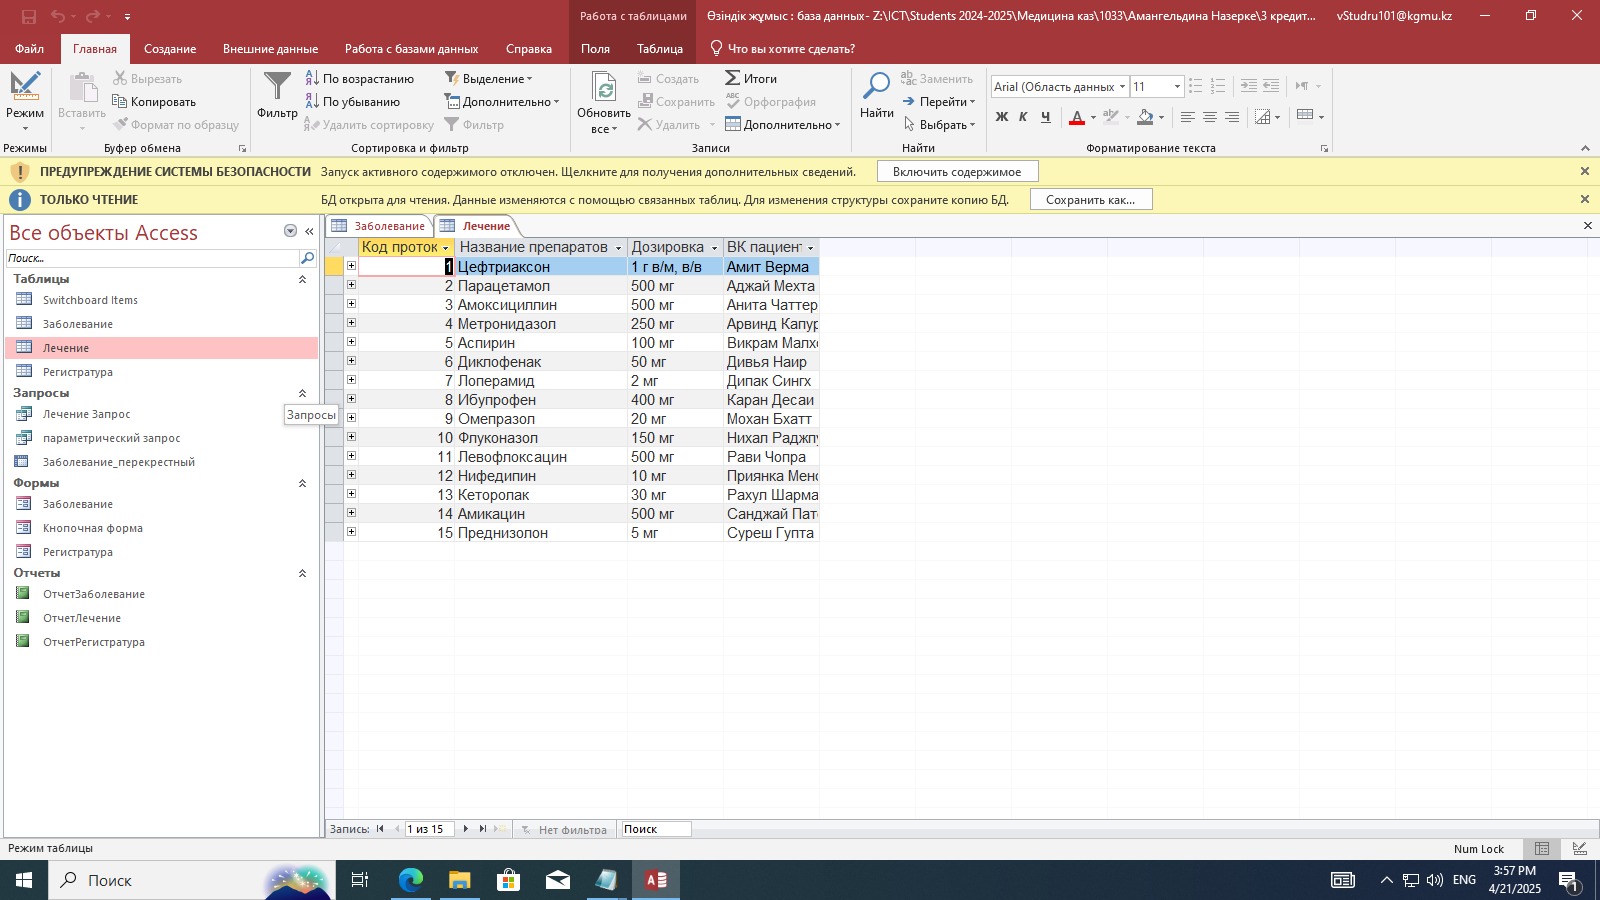 Работа с таблицами
Өзіндік жұмыс : база данных- Z:\ICT\Students 2024-2025\Медицина каз\1033\Амангельдина Назерке\3 кредит...
vStudru101@kgmu.kz
Файл Главная Создание Внешние данные Работа с базами данных Справка Поля Таблица Что вы хотите сделать?
Режим
Режимы
Вставить
Вырезать
Копировать
Формат по образцу
Буфер обмена
Фильтр
По возрастанию
По убыванию
Удалить сортировку
Выделение
Дополнительно
Фильтр
Сортировка и фильтр
Обновить
все
Создать
Сохранить
Удалить
Итоги
Орфография
Дополнительно
Записи
Найти
Заменить
Перейти
Выбрать
Найти
Arial (Область данных
11
Ж К Ч
Форматирование текста
ПРЕДУПРЕЖДЕНИЕ СИСТЕМЫ БЕЗОПАСНОСТИ Запуск активного содержимого отключен. Щелкните для получения дополнительных сведений. Включить содержимое
ТОЛЬКО ЧТЕНИЕ БД открыта для чтения. Данные изменяются с помощью связанных таблиц. Для изменения структуры сохраните копию БД. Сохранить как...
Все объекты Access
Поиск...
Таблицы
Switchboard Items
Заболевание
Лечение
Регистратура
Запросы
Лечение Запрос
параметрический запрос
Заболевание_перекрестный
Формы
Заболевание
Кнопочная форма
Регистратура
Отчеты
ОтчетЗаболевание
ОтчетЛечение
ОтчетРегистратура
Запросы
Заболевание Лечение
Код проток Название препаратов Дозировка ВК пациент
1 Цефтриаксон 1 г в/м, в/в Амит Верма
2 Парацетамол 500 мг Аджай Мехта
3 Амоксициллин 500 мг Анита Чаттер
4 Метронидазол 250 мг Арвинд Капур
5 Аспирин 100 мг Викрам Малхо
6 Диклофенак 50 мг Дивья Наир
7 Лоперамид 2 мг Дипак Сингх
8 Ибупрофен 400 мг Каран Десаи
9 Омепразол 20 мг Мохан Бхатт
10 Флуконазол 150 мг Нихал Раджпу
11 Левофлоксацин 500 мг Рави Чопра
12 Нифедипин 10 мг Приянка Мено
13 Кеторолак 30 мг Рахул Шарма
14 Амикацин 500 мг Санджай Пат
15 Преднизолон 5 мг Суреш Гупта
Запись: 1 из 15 Нет фильтра Поиск
Режим таблицы
Num Lock
Поиск
ENG
3:57 PM
4/21/2025
1